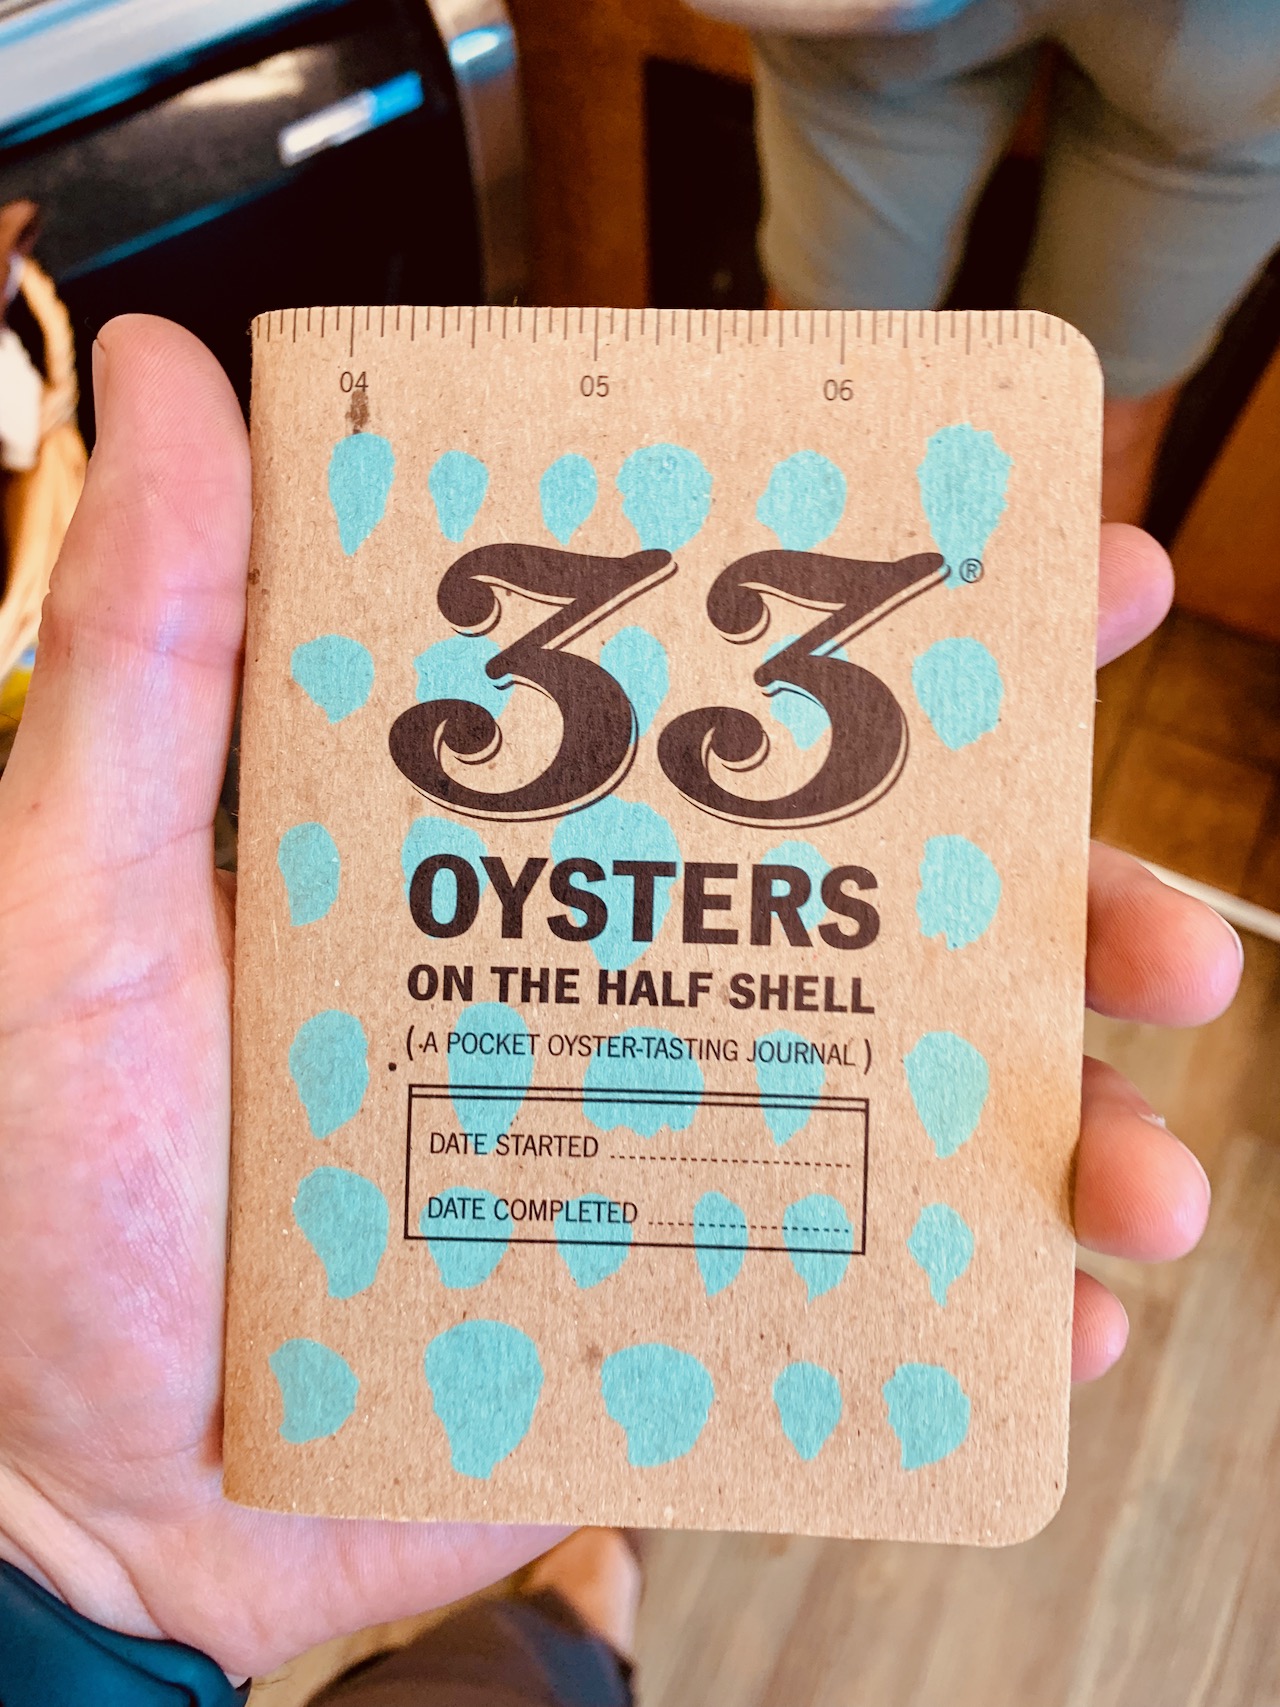 04 05 06
33®
OYSTERS
ON THE HALF SHELL
(A POCKET OYSTER-TASTING JOURNAL)
DATE STARTED
DATE COMPLETED